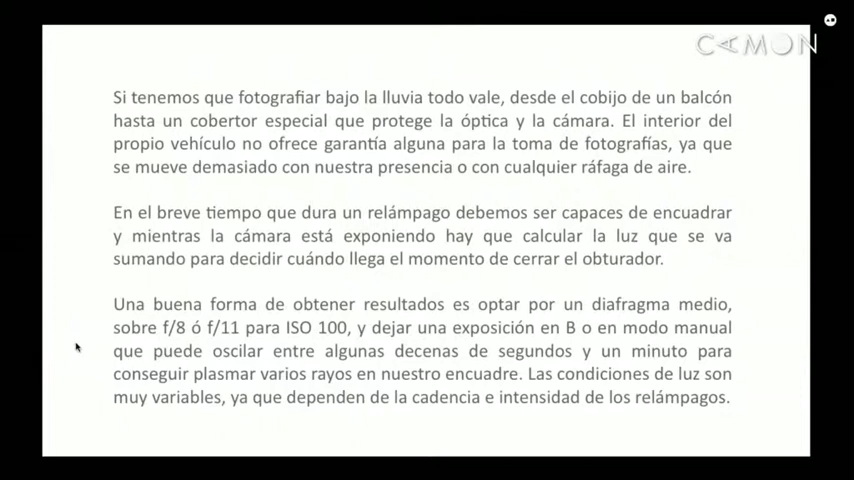 CAMON
Si tenemos que fotografiar bajo la lluvia todo vale, desde el cobijo de un balcón
hasta un cobertor especial que protege la óptica y la cámara. El interior del
propio vehículo no ofrece garantía alguna para la toma de fotografías, ya que
se mueve demasiado con nuestra presencia o con cualquier ráfaga de aire.
En el breve tiempo que dura un relámpago debemos ser capaces de encuadrar
y mientras la cámara está exponiendo hay que calcular la luz que se va
sumando para decidir cuándo llega el momento de cerrar el obturador.
Una buena forma de obtener resultados es optar por un diafragma medio,
sobre f/8 ó f/11 para ISO 100, y dejar una exposición en B o en modo manual
que puede oscilar entre algunas decenas de segundos y un minuto para
conseguir plasmar varios rayos en nuestro encuadre. Las condiciones de luz son
muy variables, ya que dependen de la cadencia e intensidad de los relámpagos.